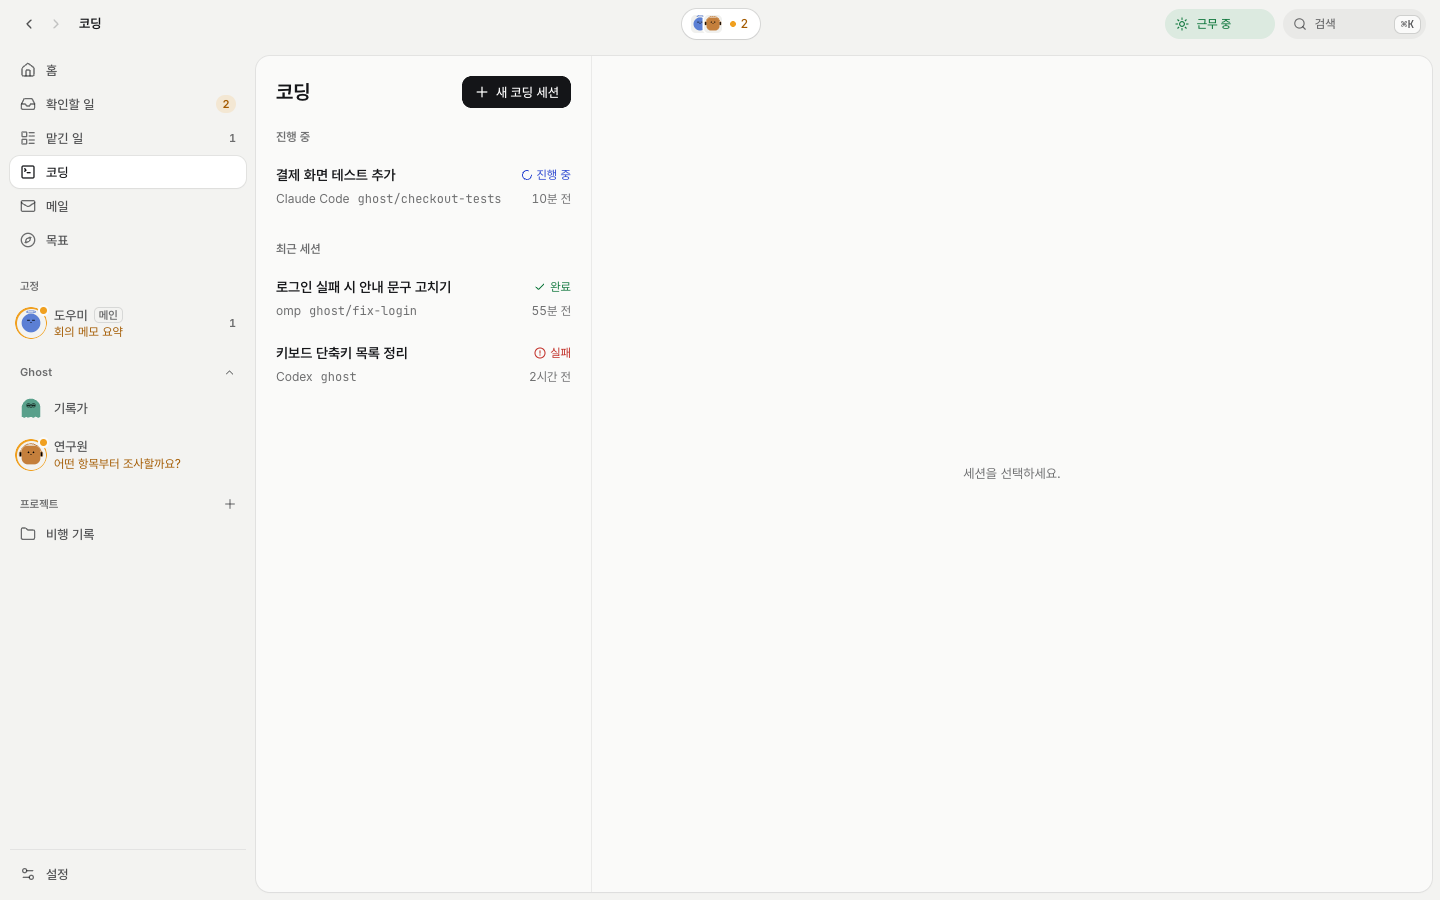 코딩
2
근무 중
검색
⌘K
홈
확인할 일
2
맡긴 일
1
코딩
메일
목표
고정
도우미 메인
회의 메모 요약
1
Ghost
기록가
연구원
어떤 항목부터 조사할까요?
프로젝트
비행 기록
설정
코딩
새 코딩 세션
진행 중
결제 화면 테스트 추가
진행 중
Claude Code ghost/checkout-tests
10분 전
최근 세션
로그인 실패 시 안내 문구 고치기
완료
omp ghost/fix-login
55분 전
키보드 단축키 목록 정리
실패
Codex ghost
2시간 전
세션을 선택하세요.